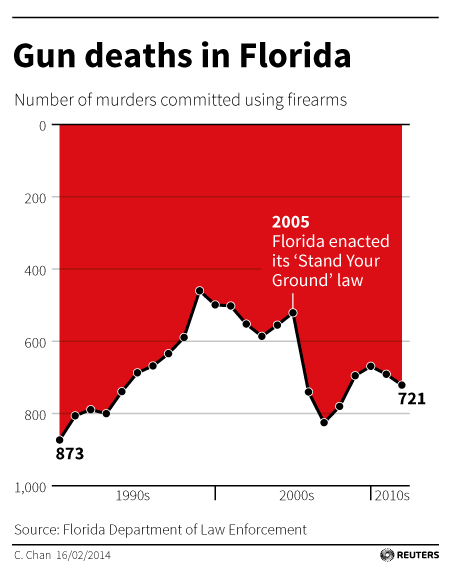 Gun deaths in Florida
Number of murders committed using firearms
0
200
2005
Florida enacted
its ‘Stand Your
Ground’ law
400
600
800
721
873
1,000
1990s
2000s
2010s
Source: Florida Department of Law Enforcement
C. Chan 16/02/2014
REUTERS